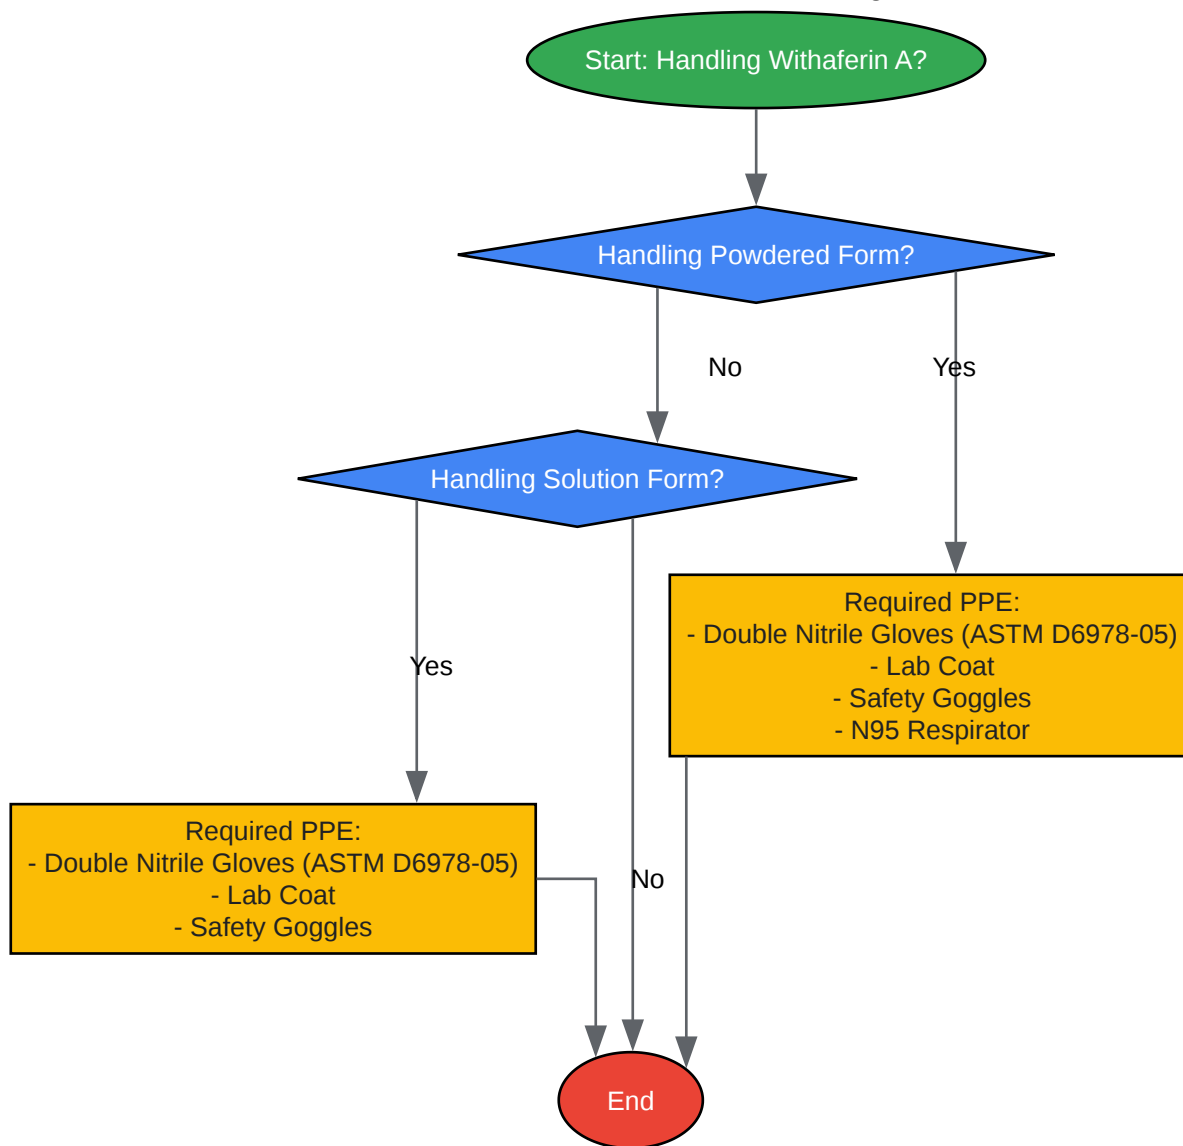 Start: Handling Withaferin A?
Handling Powdered Form?
No
Yes
Handling Solution Form?
Required PPE:
- Double Nitrile Gloves (ASTM D6978-05)
- Lab Coat
- Safety Goggles
- N95 Respirator
Yes
Required PPE:
- Double Nitrile Gloves (ASTM D6978-05)
- Lab Coat
- Safety Goggles
No
End